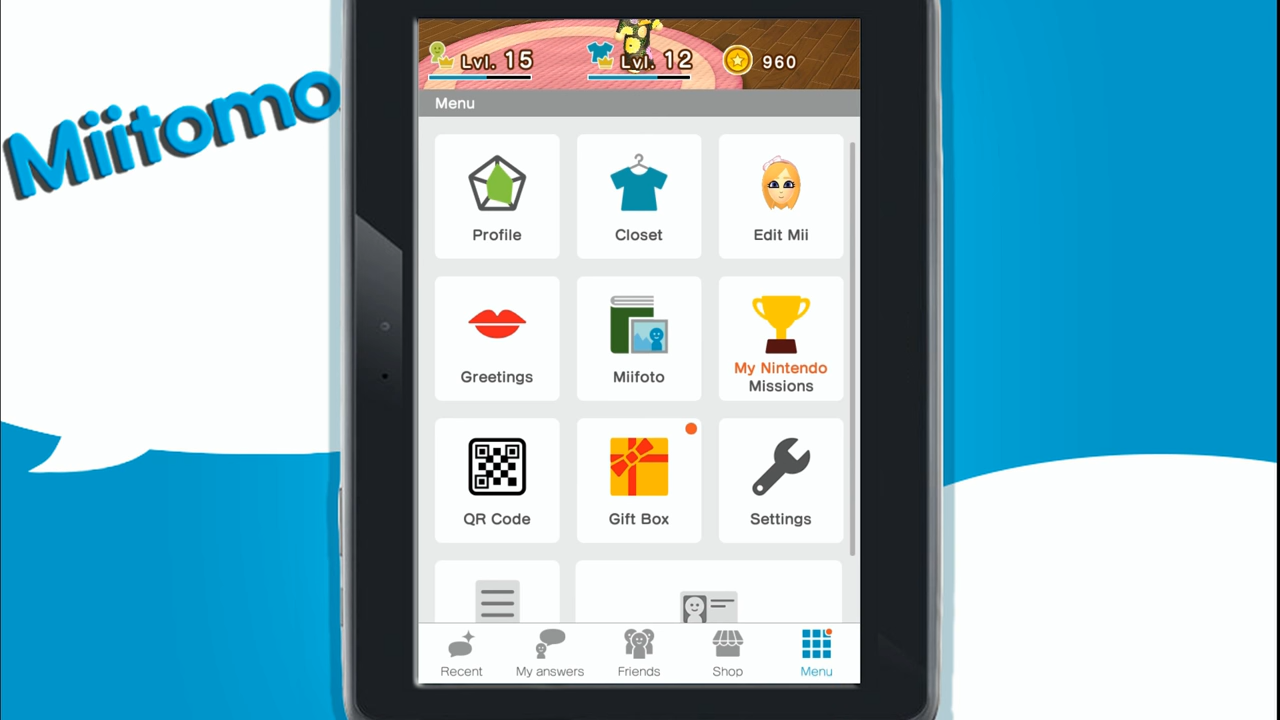 Miitomo
Lvl. 15
Lvl. 12
960
Menu
Profile
Closet
Edit Mii
Greetings
Miifoto
My Nintendo
Missions
QR Code
Gift Box
Settings
Recent
My answers
Friends
Shop
Menu